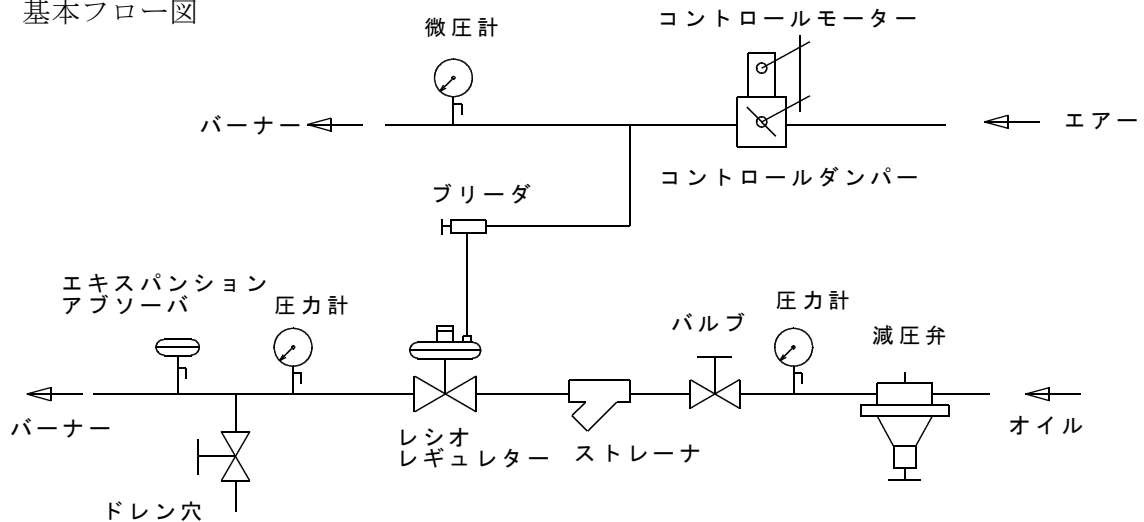 基本フロー図
コントロールモーター
微圧計
バーナー
エアー
コントロールダンパー
ブリーダ
エキスパンション
アブソーバ
圧力計
圧力計
バルブ
減圧弁
バーナー
オイル
レシオ
レギュレター
ストレーナ
ドレン穴